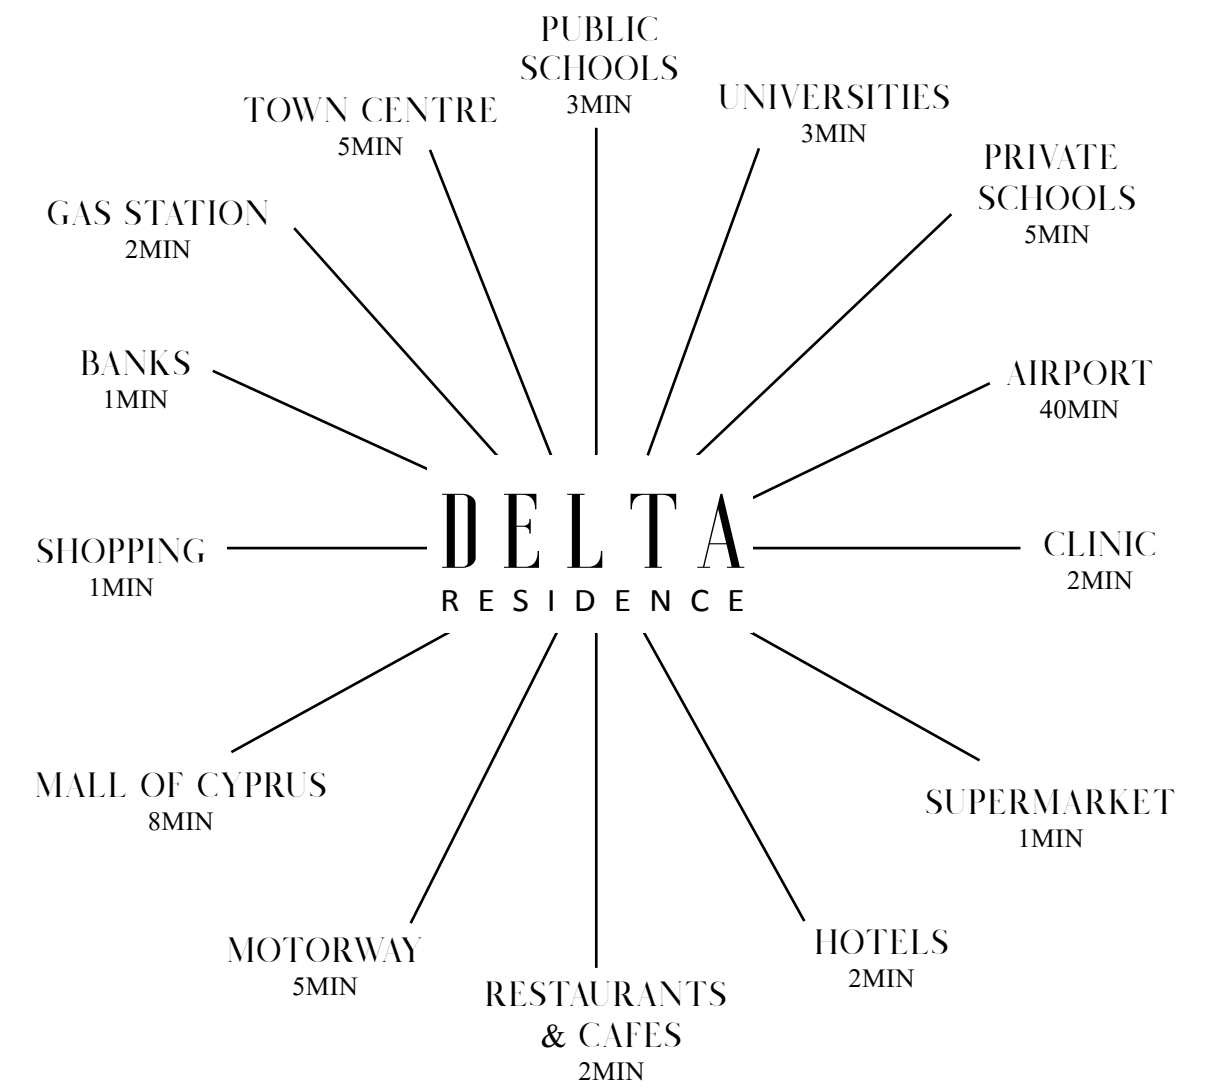 PUBLIC
SCHOOLS
3MIN
UNIVERSITIES
3MIN
TOWN CENTRE
5MIN
PRIVATE
SCHOOLS
5MIN
GAS STATION
2MIN
BANKS
1MIN
AIRPORT
40MIN
DELTA
RESIDENCE
SHOPPING
1MIN
CLINIC
2MIN
MALL OF CYPRUS
8MIN
SUPERMARKET
1MIN
MOTORWAY
5MIN
HOTELS
2MIN
RESTAURANTS
& CAFES
2MIN